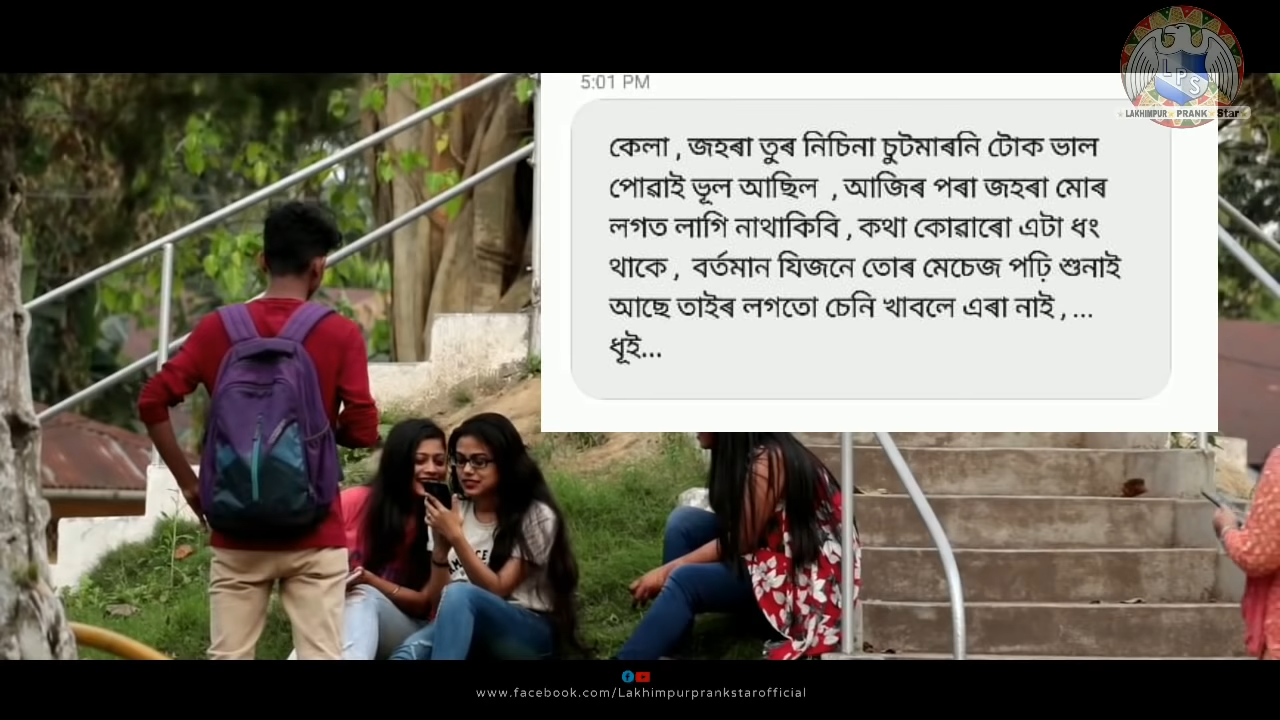 LPS
LAKHIMPUR PRANK Star
5:01 PM
কেলা , জহৰা তুৰ নিচিনা চুটমাৰনি টোক ভাল
পোৱাই ভূল আছিল , আজিৰ পৰা জহৰা মোৰ
লগত লাগি নাথাকিবি , কথা কোৱাৰো এটা ধং
থাকে , বৰ্তমান যিজনে তোৰ মেচেজ পঢ়ি শুনাই
আছে তাইৰ লগতো চেনি খাবলে এৰা নাই , ...
ধূই...
www.facebook.com/Lakhimpurprankstarofficial